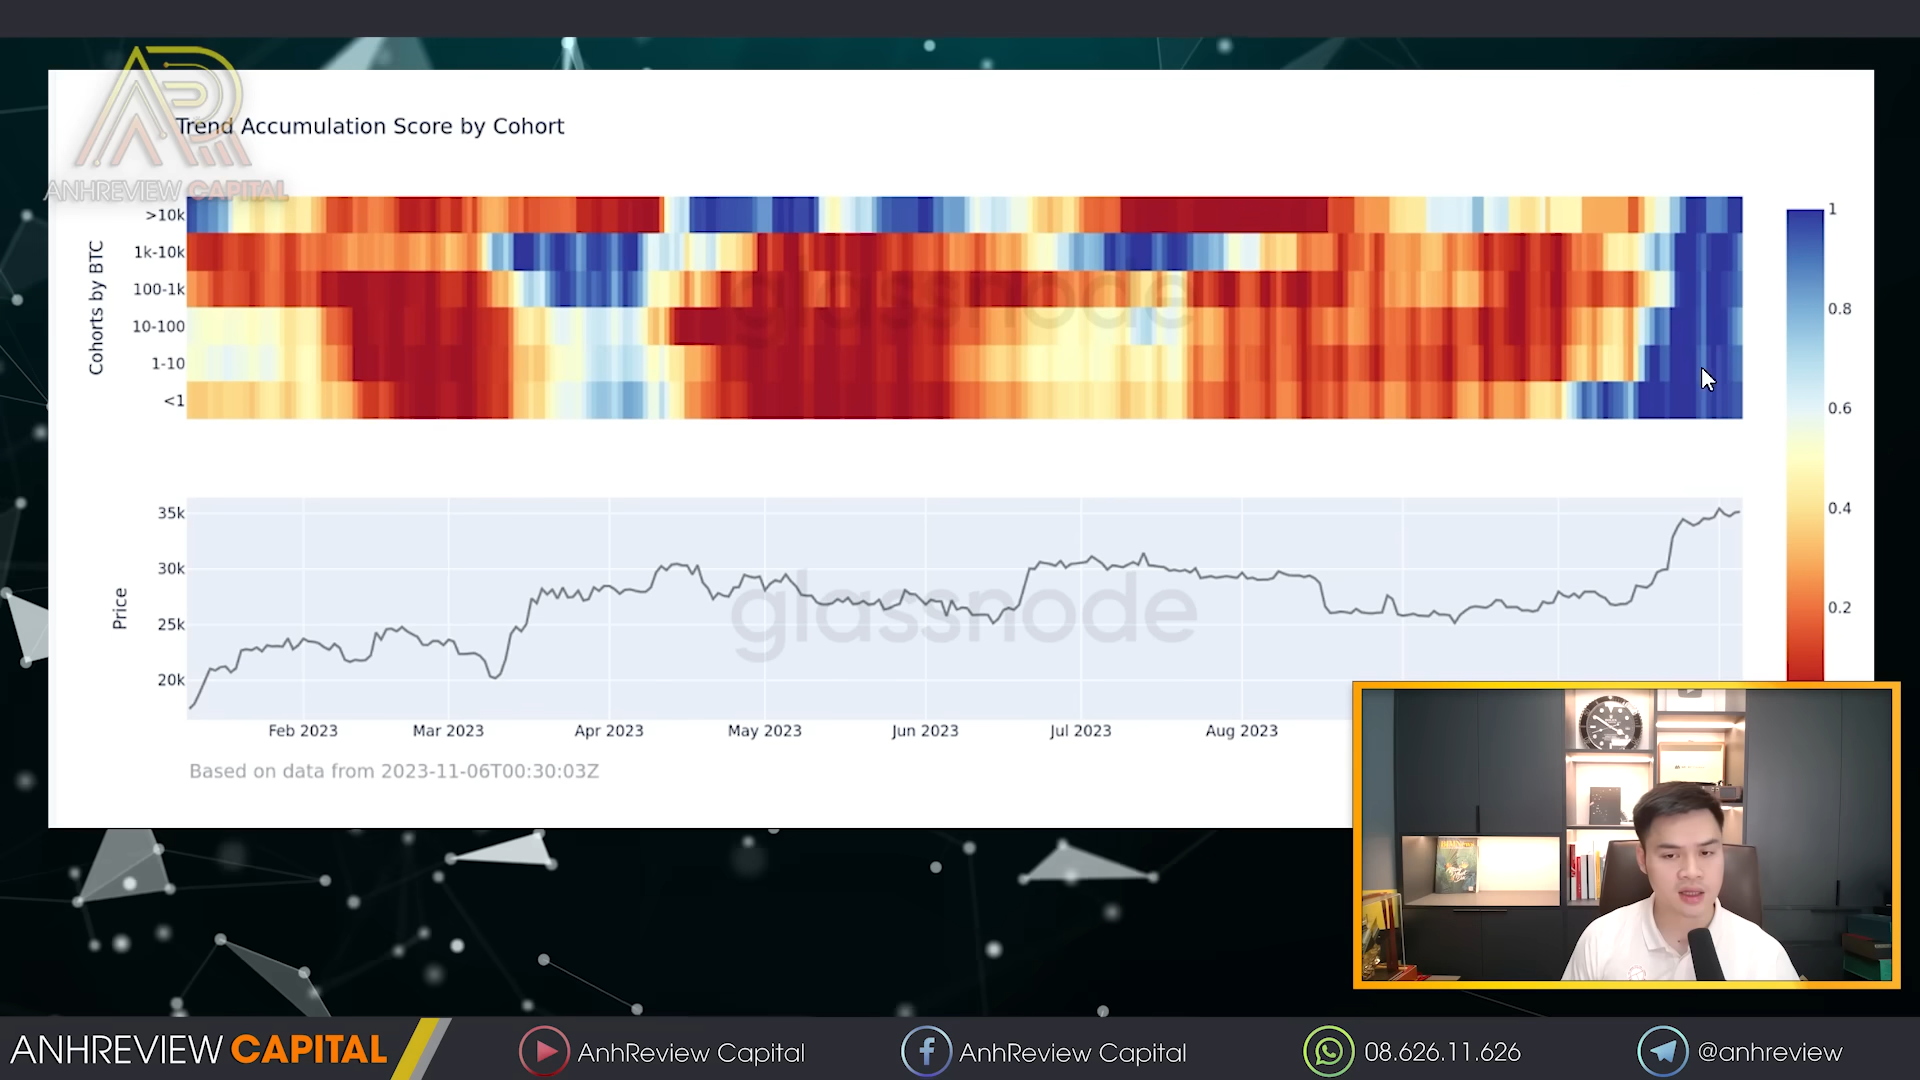 ANHREVIEW CAPITAL
Trend Accumulation Score by Cohort
Cohorts by BTC
>10k
1k-10k
100-1k
10-100
1-10
<1
glassnode
1
0.8
0.6
0.4
0.2
Price
35k
30k
25k
20k
glassnode
Feb 2023
Mar 2023
Apr 2023
May 2023
Jun 2023
Jul 2023
Aug 2023
Based on data from 2023-11-06T00:30:03Z
ANHREVIEW CAPITAL
AnhReview Capital
AnhReview Capital
08.626.11.626
@anhreview